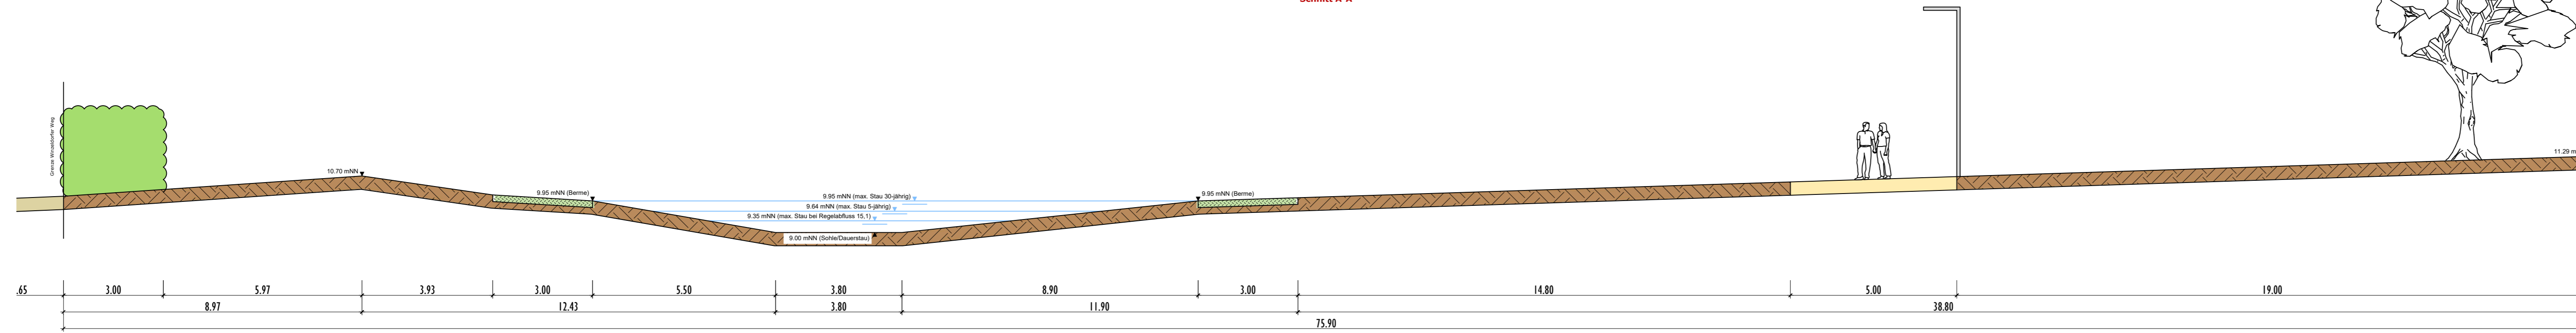 Schnitt A-A
Grenze Winzeldorfer Weg
10.70 mNN
9.95 mNN (Berme)
9.95 mNN (max. Stau 30-jährig)
9.64 mNN (max. Stau 5-jährig)
9.35 mNN (max. Stau bei Regelabfluss 15,1)
9.00 mNN (Sohle/Dauerstau)
9.95 mNN (Berme)
11.29 m
.65 3.00 5.97 3.93 3.00 5.50 3.80 8.90 3.00 14.80 5.00 19.00
8.97 12.43 3.80 11.90 38.80
75.90